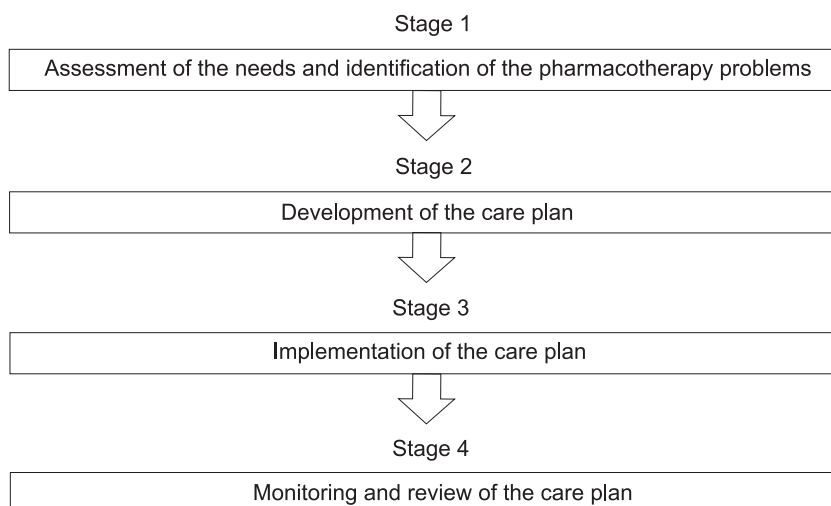 Stage 1
Assessment of the needs and identification of the pharmacotherapy problems
Stage 2
Development of the care plan
Stage 3
Implementation of the care plan
Stage 4
Monitoring and review of the care plan